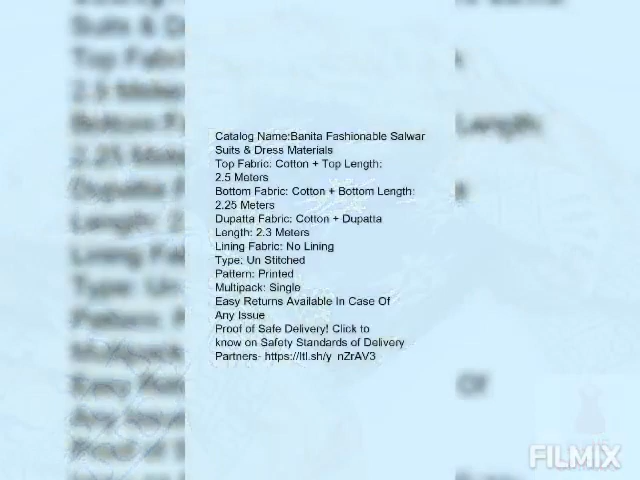 Catalog Name:Banita Fashionable Salwar
Suits & Dress Materials
Top Fabric: Cotton + Top Length:
2.5 Meters
Bottom Fabric: Cotton + Bottom Length:
2.25 Meters
Dupatta Fabric: Cotton + Dupatta
Length: 2.3 Meters
Lining Fabric: No Lining
Type: Un Stitched
Pattern: Printed
Multipack: Single
Easy Returns Available In Case Of
Any Issue
Proof of Safe Delivery! Click to
know on Safety Standards of Delivery
Partners- https://ltl.sh/y_nZrAV3
FILMIX